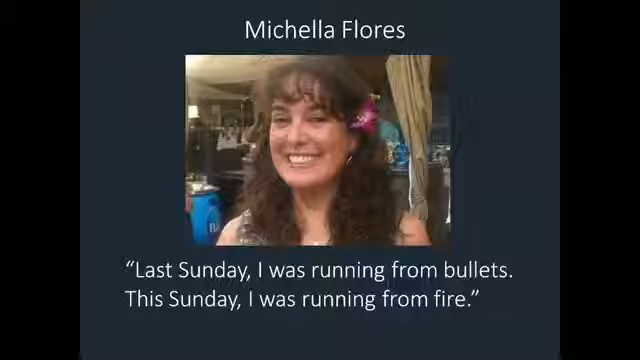 Michella Flores
“Last Sunday, I was running from bullets.
This Sunday, I was running from fire.”